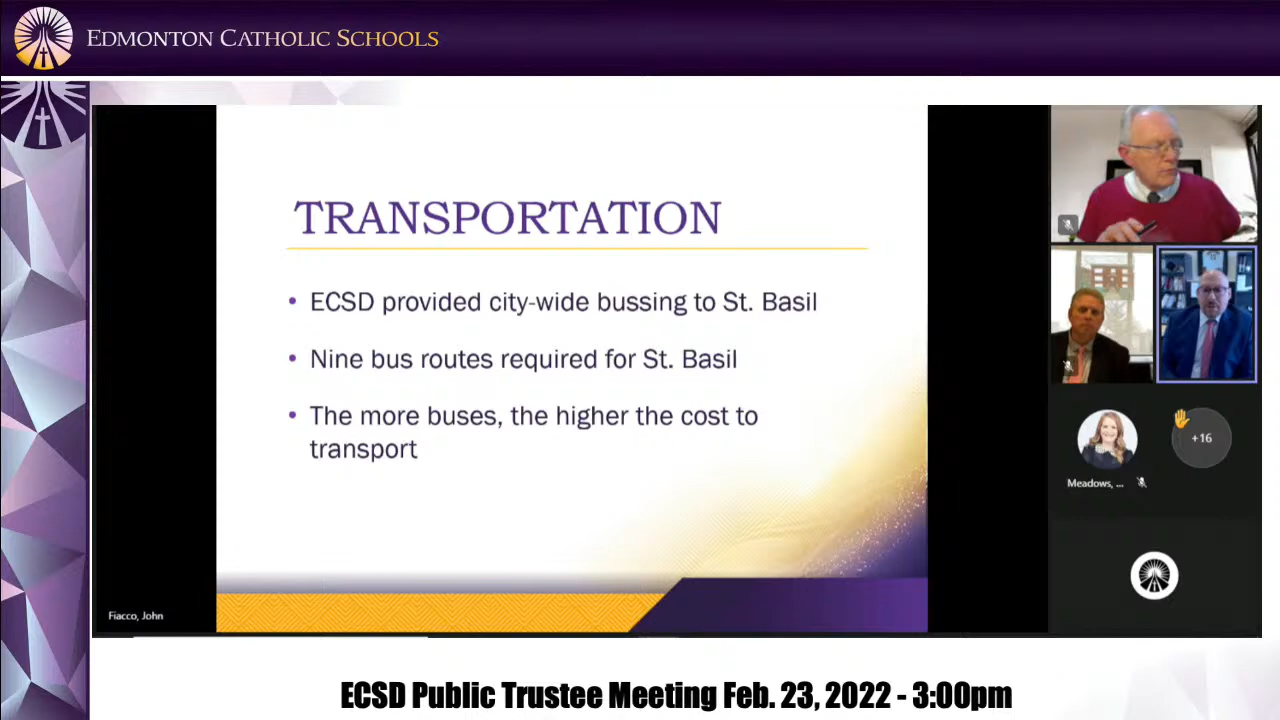 EDMONTON CATHOLIC SCHOOLS
TRANSPORTATION
• ECSD provided city-wide bussing to St. Basil
• Nine bus routes required for St. Basil
• The more buses, the higher the cost to
transport
Fiacco, John
Meadows, ...
+16
ECSD Public Trustee Meeting Feb. 23, 2022 - 3:00pm